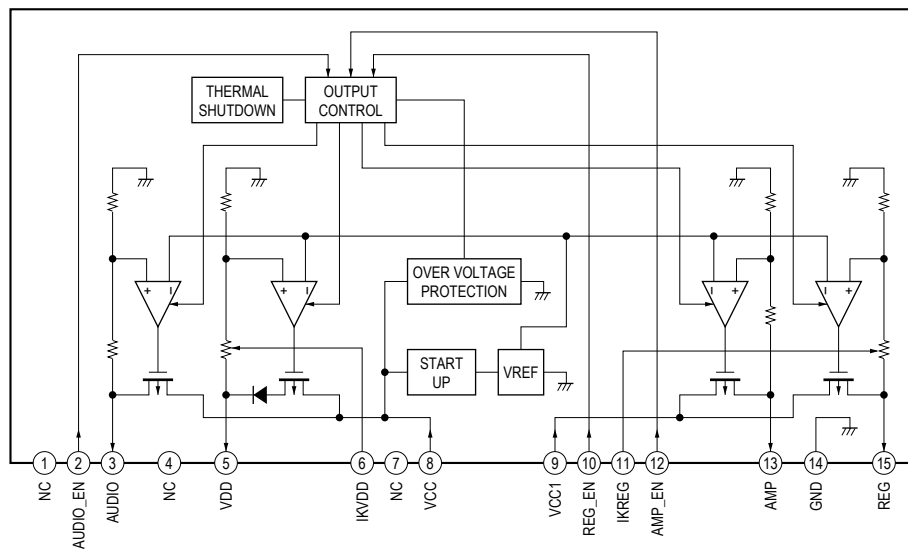 THERMAL
SHUTDOWN
OUTPUT
CONTROL
+ −
+ −
− +
− +
OVER VOLTAGE
PROTECTION
START
UP
VREF
1
2
3
4
5
6
7
8
9
10
11
12
13
14
15
NC
AUDIO_EN
AUDIO
NC
VDD
IKVDD
NC
VCC
VCC1
REG_EN
IKREG
AMP_EN
AMP
GND
REG